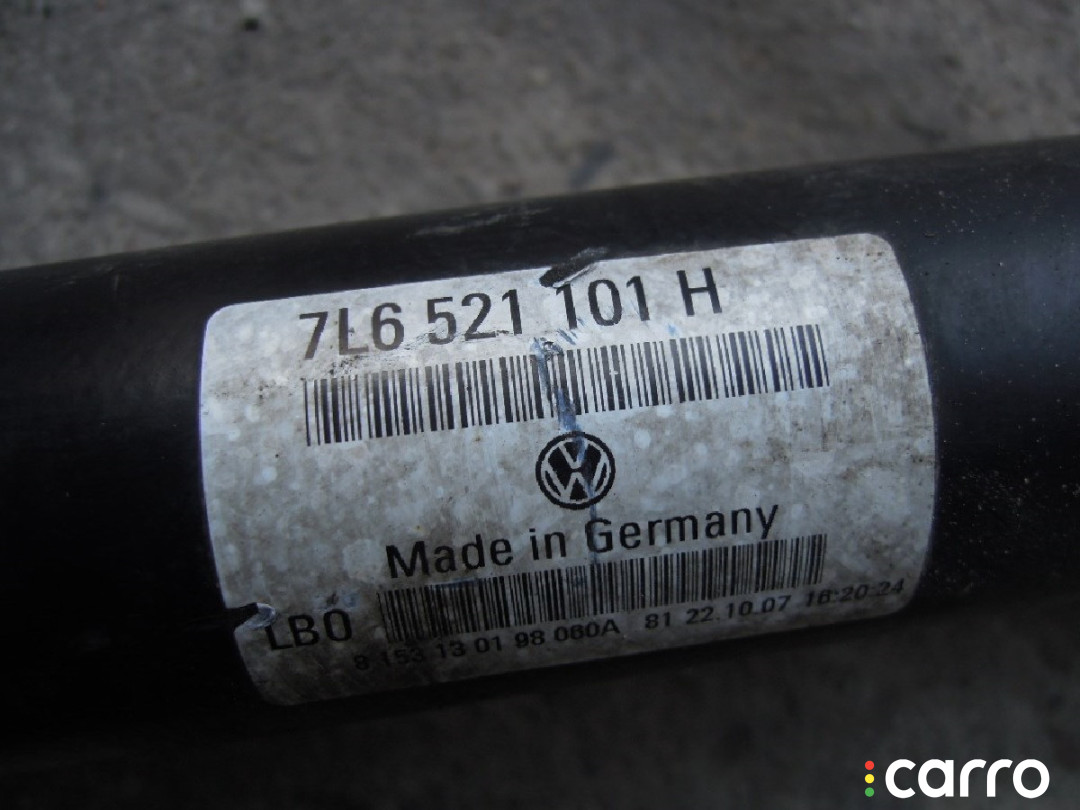 7L6 521 101 H
Made in Germany
LB0
8 153 13 01 98 060A 81 22.10.07 16:20:24
carro